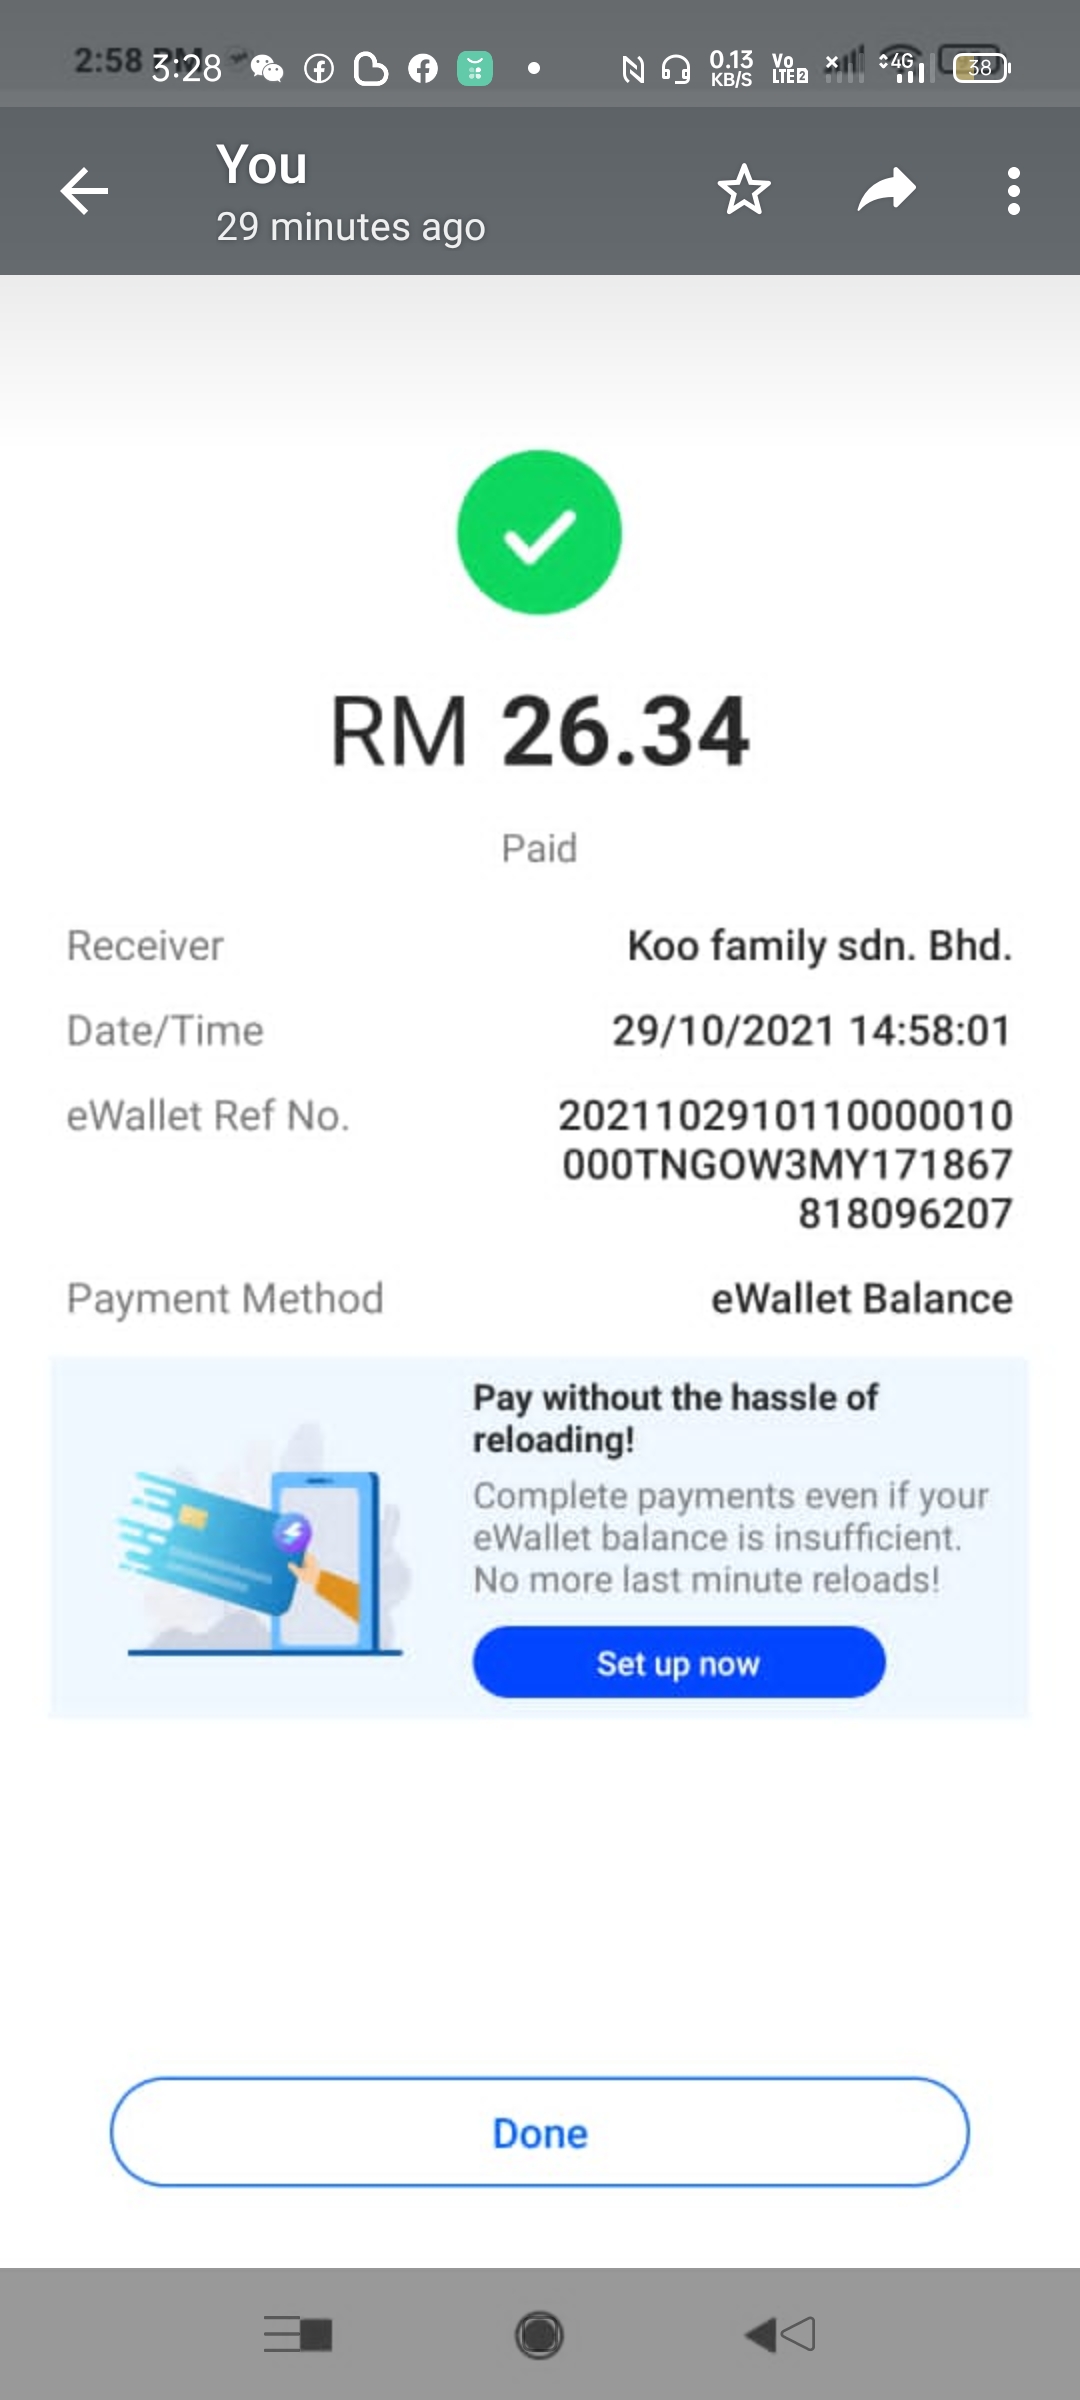 2:58 PM
3:28
0.13 KB/S
Vo LTE2
4G
38
You
29 minutes ago
RM 26.34
Paid
Receiver Koo family sdn. Bhd.
Date/Time 29/10/2021 14:58:01
eWallet Ref No. 2021102910110000010
000TNGOW3MY171867
818096207
Payment Method eWallet Balance
Pay without the hassle of
reloading!
Complete payments even if your
eWallet balance is insufficient.
No more last minute reloads!
Set up now
Done